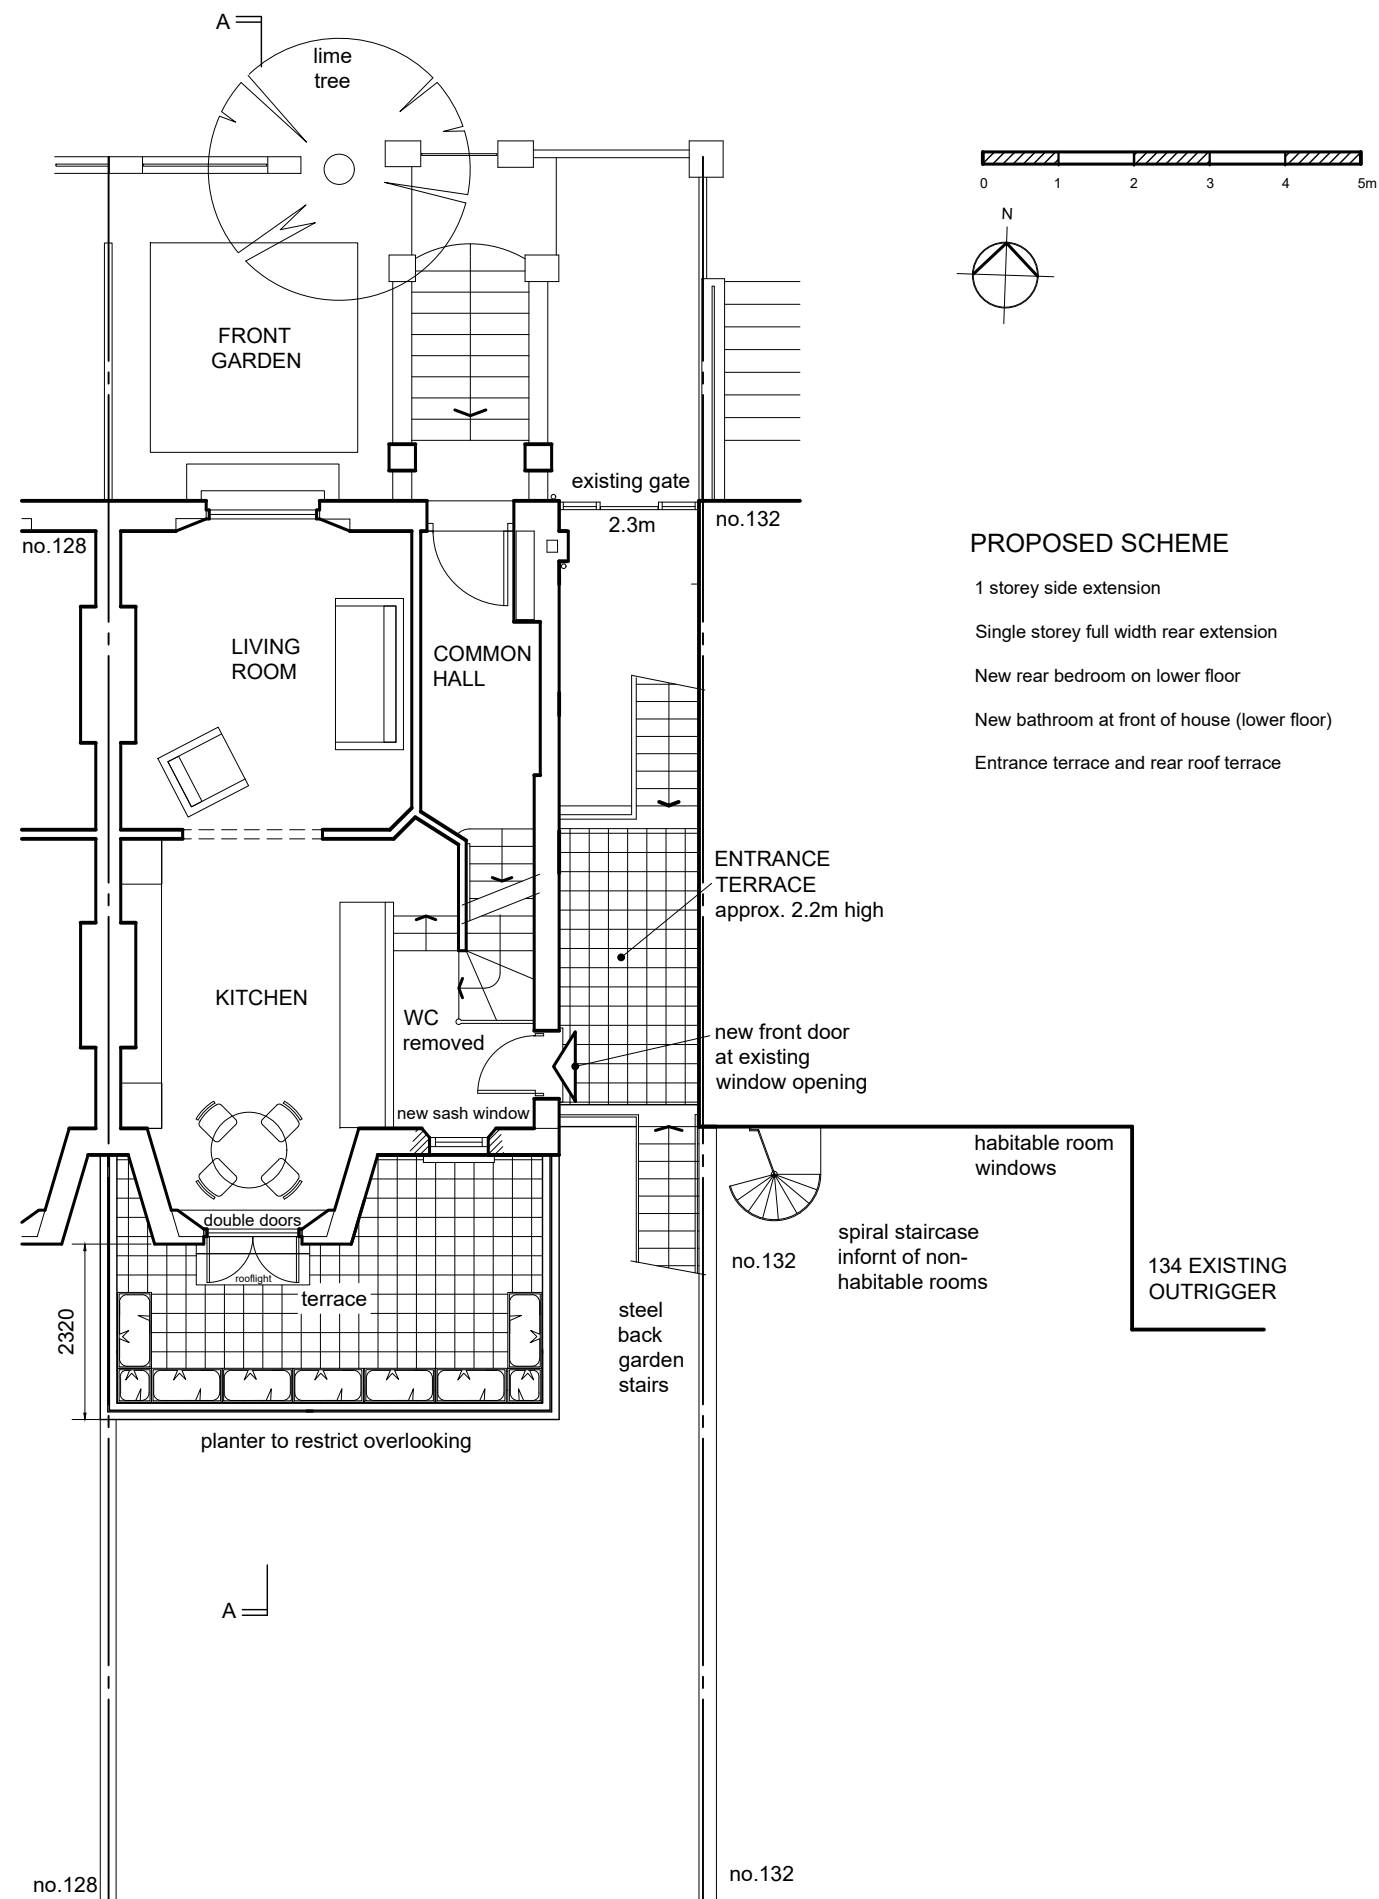 A
lime
tree
0 1 2 3 4 5m
N
FRONT
GARDEN
existing gate
2.3m
no.132
no.128
PROPOSED SCHEME
1 storey side extension
Single storey full width rear extension
New rear bedroom on lower floor
New bathroom at front of house (lower floor)
Entrance terrace and rear roof terrace
LIVING
ROOM
COMMON
HALL
ENTRANCE
TERRACE
approx. 2.2m high
KITCHEN
WC
removed
new front door
at existing
window opening
new sash window
habitable room
windows
double doors
rooflight
terrace
spiral staircase
infornt of non-
habitable rooms
no.132
134 EXISTING
OUTRIGGER
2320
steel
back
garden
stairs
planter to restrict overlooking
A
no.128
no.132